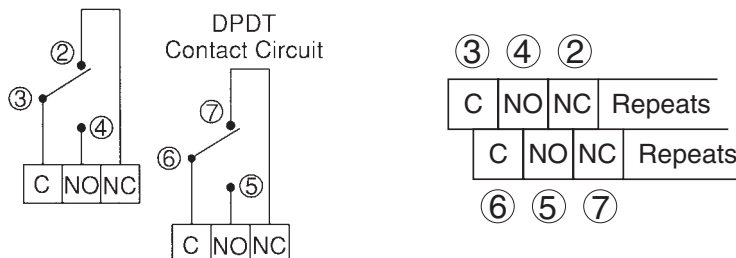 DPDT
Contact Circuit
②
③
④
C NO NC
⑦
⑥
⑤
C NO NC
③ ④ ②
C NO NC Repeats
C NO NC Repeats
⑥ ⑤ ⑦